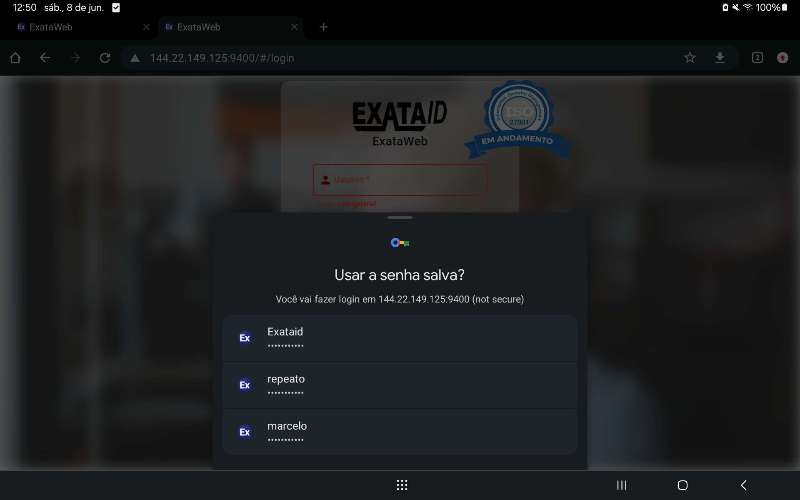 12:50 sáb., 8 de jun.
100%
ExataWeb
ExataWeb
144.22.149.125:9400/#/login
2
EXATAID
ExataWeb
ISO
27001
EM ANDAMENTO
Usuário *
Usar a senha salva?
Você vai fazer login em 144.22.149.125:9400 (not secure)
Ex
Exataid
•••••••••••
Ex
repeato
•••••••••••
Ex
marcelo
•••••••••••